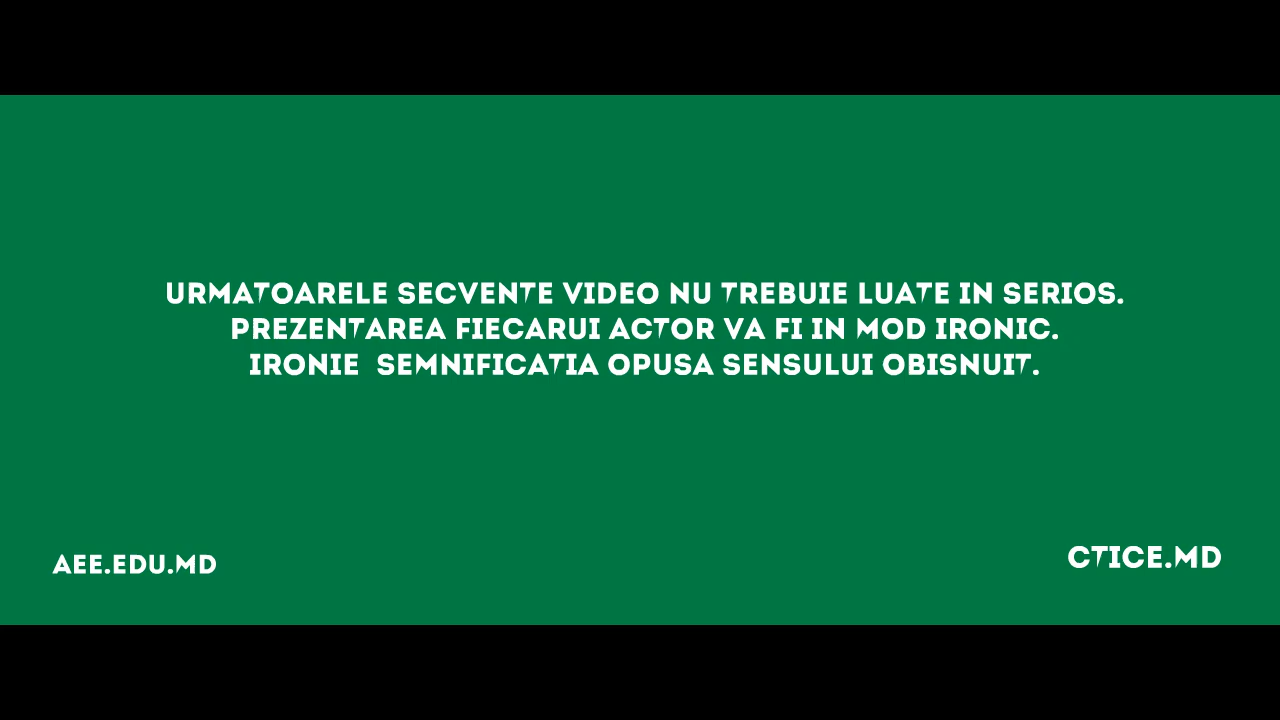 URMATOARELE SECVENTE VIDEO NU TREBUIE LUATE IN SERIOS.
PREZENTAREA FIECARUI ACTOR VA FI IN MOD IRONIC.
IRONIE  SEMNIFICATIA OPUSA SENSULUI OBISNUIT.
AEE.EDU.MD
CTICE.MD